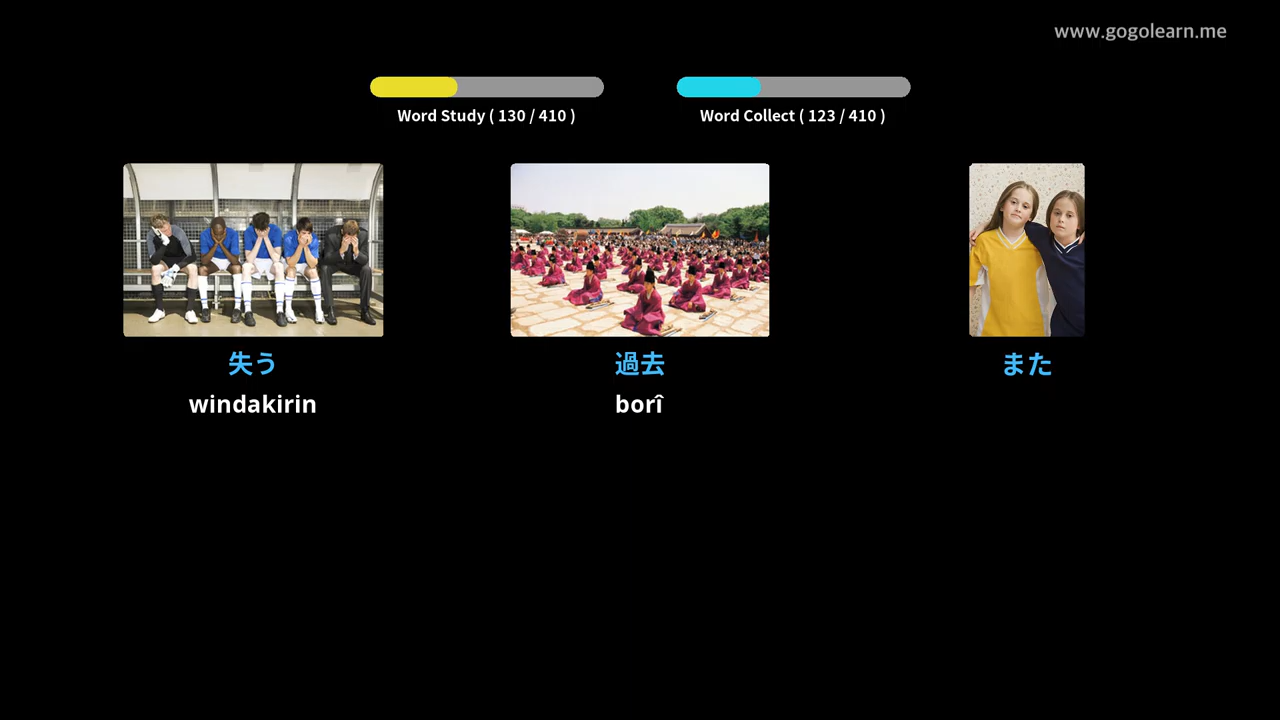 www.gogolearn.me
Word Study ( 130 / 410 )
Word Collect ( 123 / 410 )
失う
過去
また
windakirin
borî